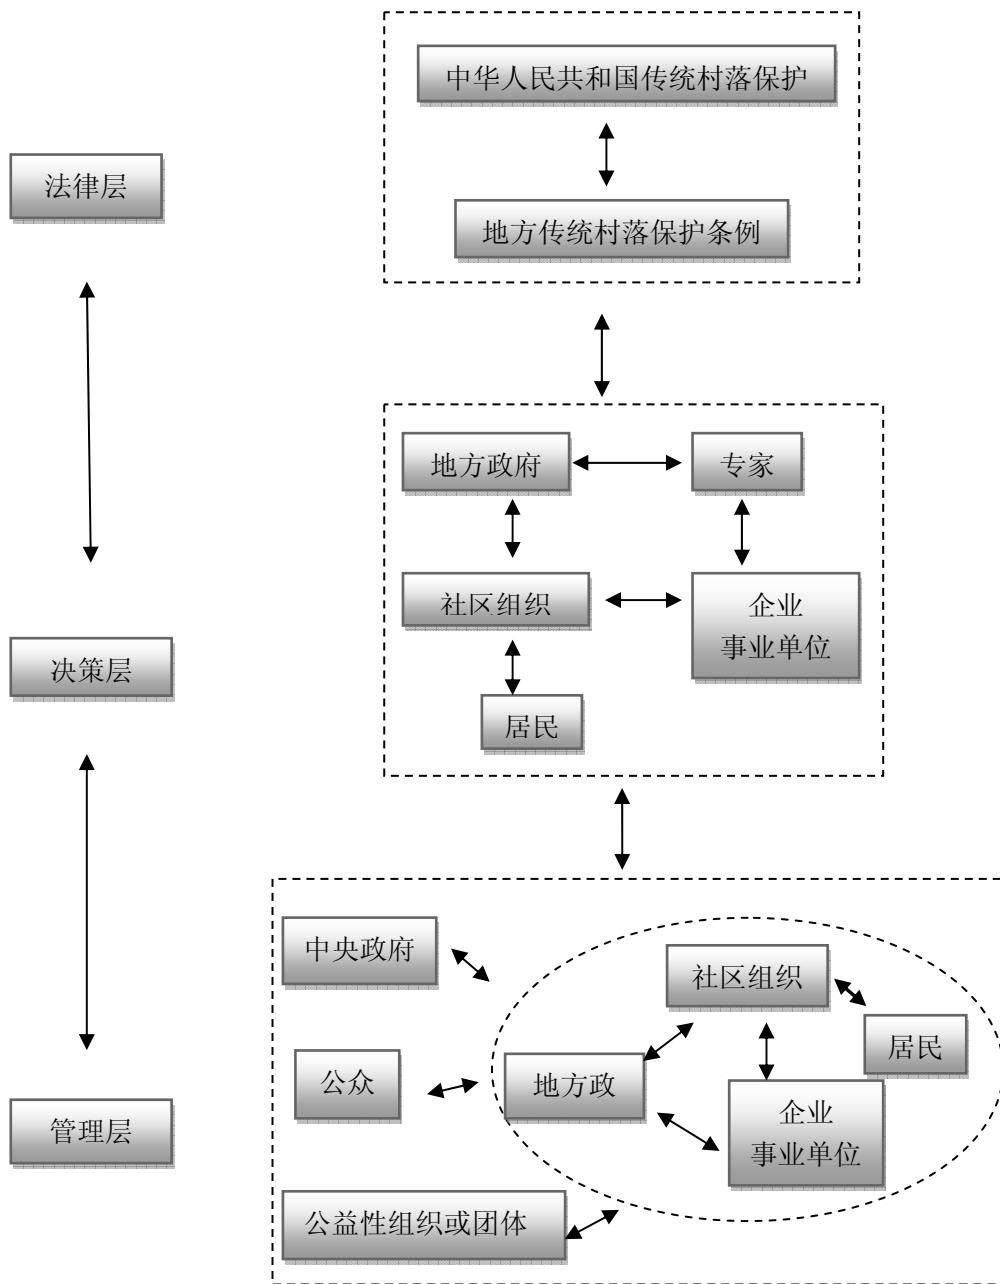 中华人民共和国传统村落保护
法律层
地方传统村落保护条例
地方政府
专家
社区组织
企业
事业单位
决策层
居民
中央政府
社区组织
居民
公众
地方政
企业
事业单位
管理层
公益性组织或团体